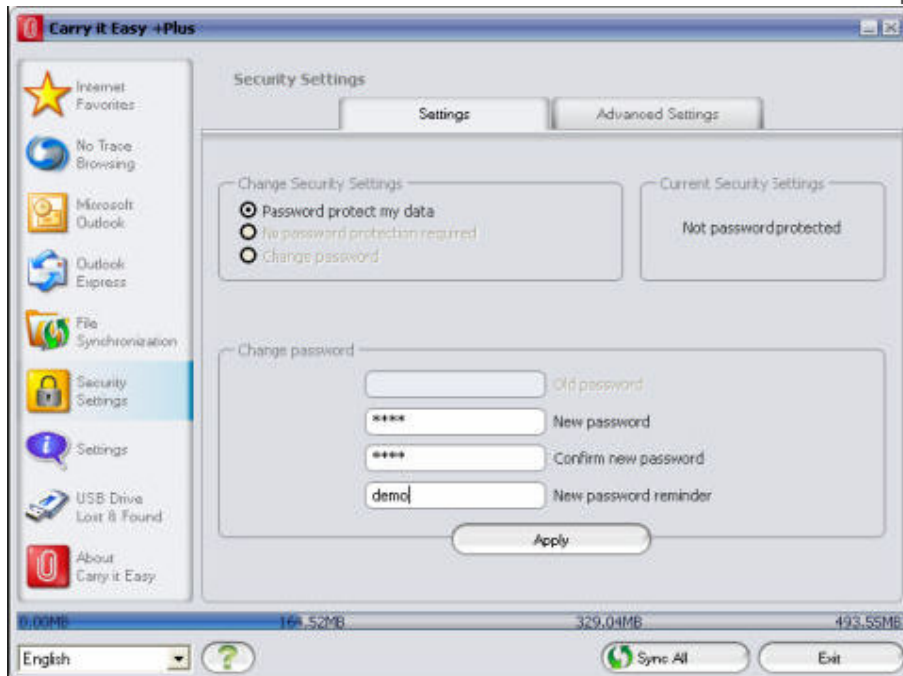 Carry it Easy +Plus
Internet
Favorites
No Trace
Browsing
Microsoft
Outlook
Outlook
Express
File
Synchronization
Security
Settings
Settings
USB Drive
Lost & Found
About
Carry it Easy
Security Settings
Settings
Advanced Settings
Change Security Settings
Password protect my data
No password protection required
Change password
Current Security Settings
Not password protected
Change password
Old password
**** New password
**** Confirm new password
demo New password reminder
Apply
0.00MB 164.52MB 329.04MB 493.55MB
English
?
Sync All
Exit